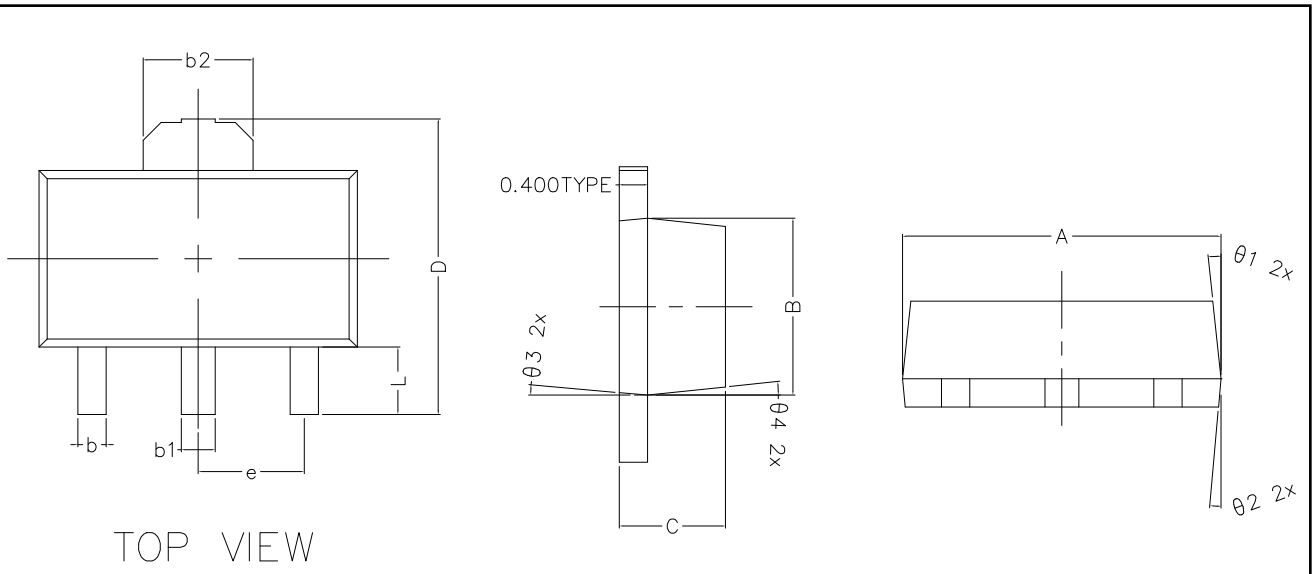 b2
D
L
b
b1
e
TOP VIEW
0.400TYPE
B
θ3 2x
θ4 2x
C
A
θ1 2x
θ2 2x